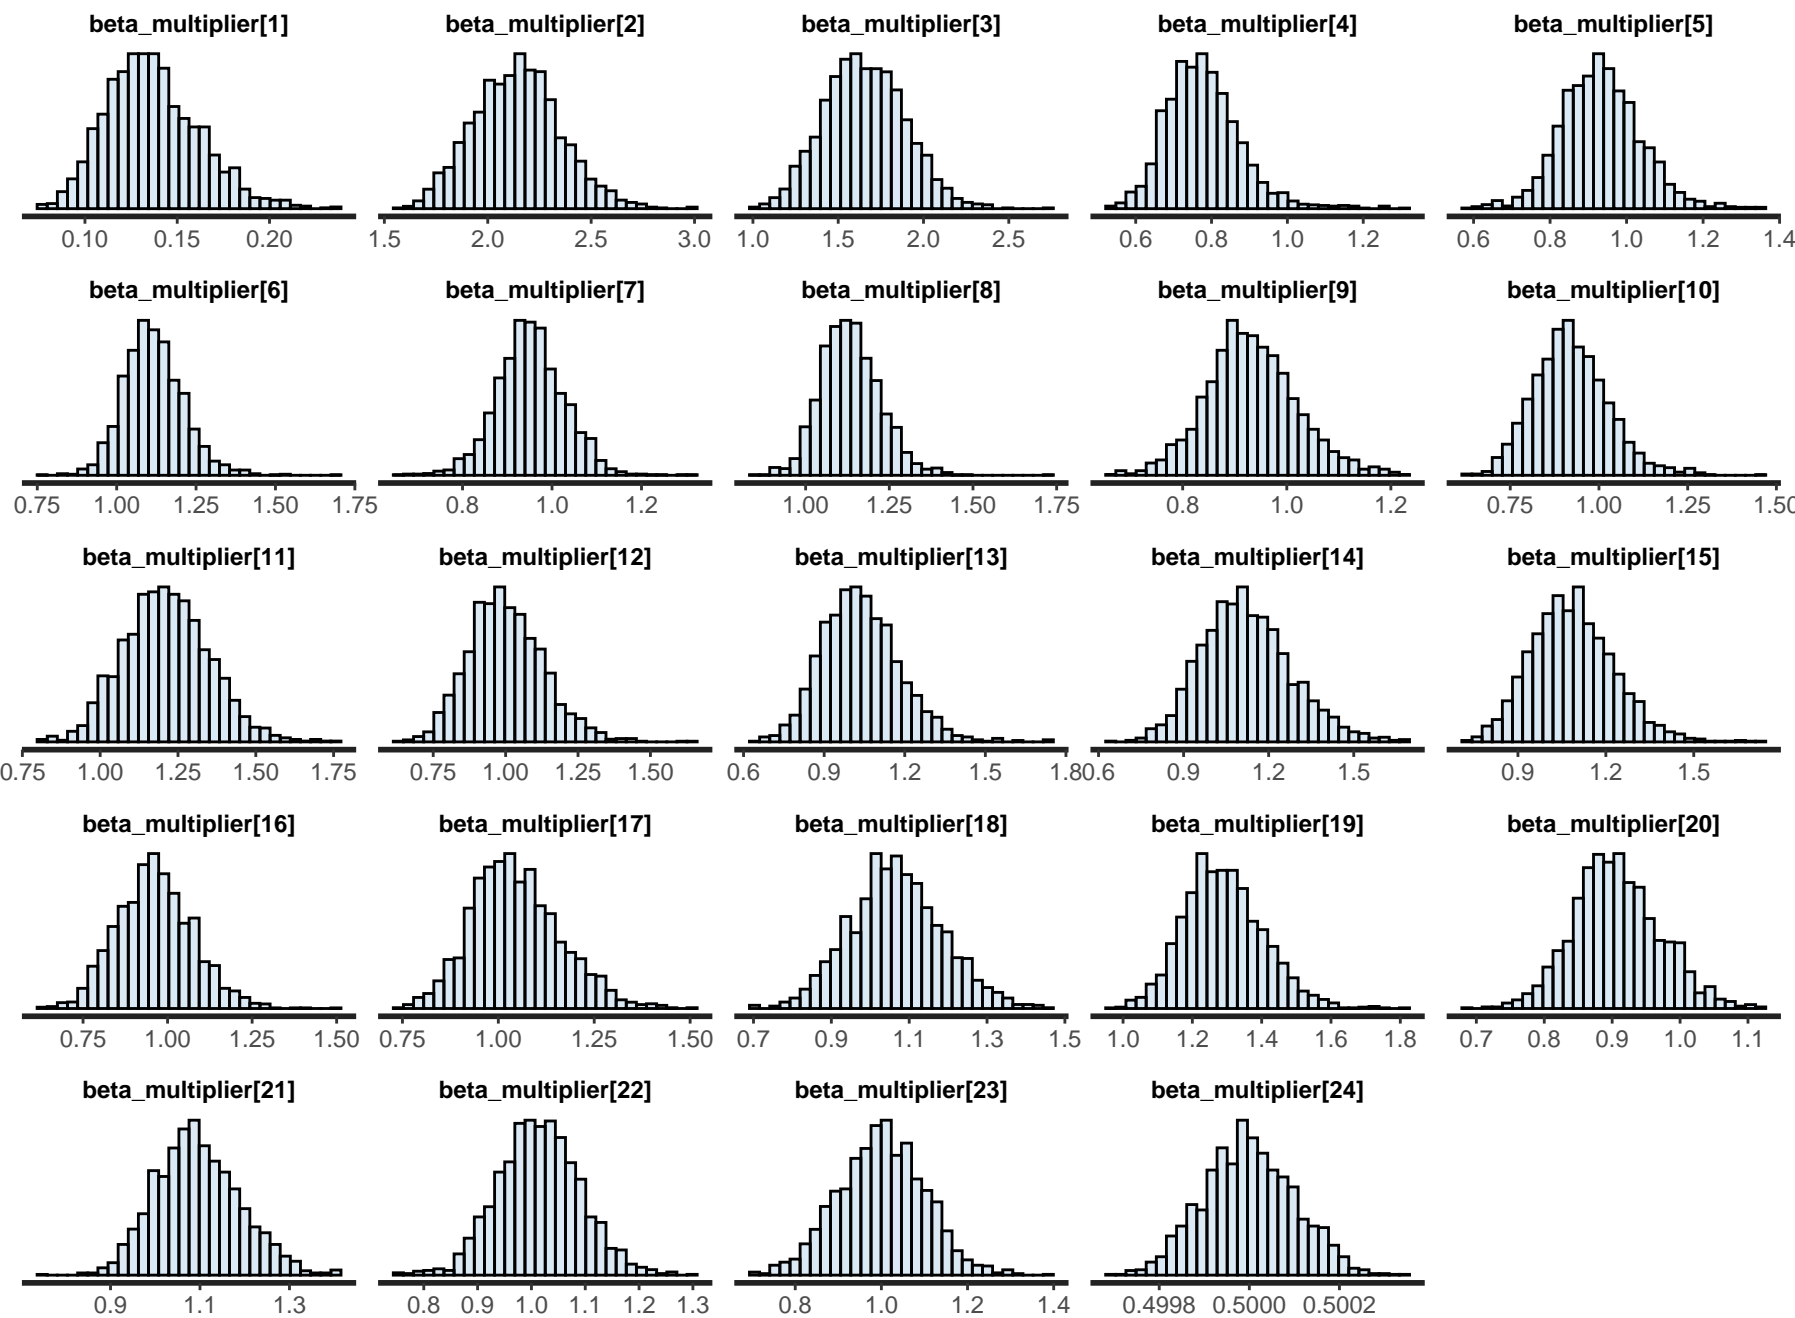 beta_multiplier[1] beta_multiplier[2] beta_multiplier[3] beta_multiplier[4] beta_multiplier[5]
0.10 0.15 0.20 1.5 2.0 2.5 3.0 1.0 1.5 2.0 2.5 0.6 0.8 1.0 1.2 0.6 0.8 1.0 1.2 1.4
beta_multiplier[6] beta_multiplier[7] beta_multiplier[8] beta_multiplier[9] beta_multiplier[10]
0.75 1.00 1.25 1.50 1.75 0.8 1.0 1.2 1.00 1.25 1.50 1.75 0.8 1.0 1.2 0.75 1.00 1.25 1.50
beta_multiplier[11] beta_multiplier[12] beta_multiplier[13] beta_multiplier[14] beta_multiplier[15]
0.75 1.00 1.25 1.50 1.75 0.75 1.00 1.25 1.50 0.6 0.9 1.2 1.5 1.8 0.6 0.9 1.2 1.5 0.9 1.2 1.5
beta_multiplier[16] beta_multiplier[17] beta_multiplier[18] beta_multiplier[19] beta_multiplier[20]
0.75 1.00 1.25 1.50 0.75 1.00 1.25 1.50 0.7 0.9 1.1 1.3 1.5 1.0 1.2 1.4 1.6 1.8 0.7 0.8 0.9 1.0 1.1
beta_multiplier[21] beta_multiplier[22] beta_multiplier[23] beta_multiplier[24]
0.9 1.1 1.3 0.8 0.9 1.0 1.1 1.2 1.3 0.8 1.0 1.2 1.4 0.4998 0.5000 0.5002